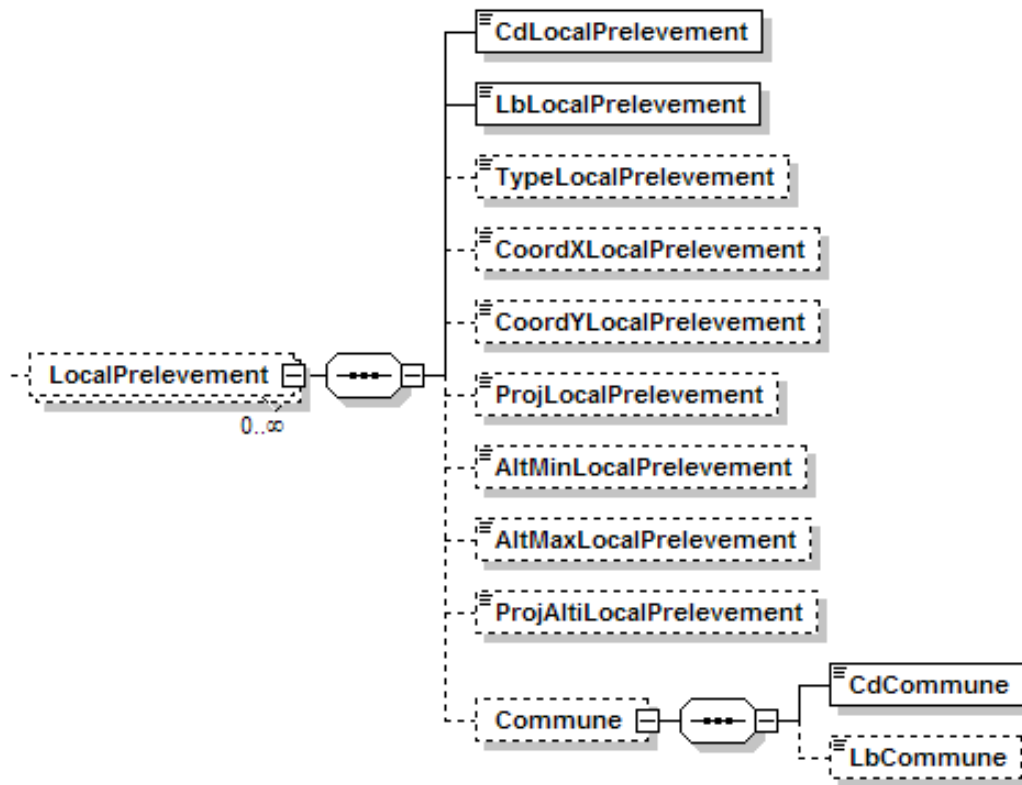 CdLocalPrelevement
LbLocalPrelevement
TypeLocalPrelevement
CoordXLocalPrelevement
CoordYLocalPrelevement
LocalPrelevement
0..∞
ProjLocalPrelevement
AltMinLocalPrelevement
AltMaxLocalPrelevement
ProjAltiLocalPrelevement
Commune
CdCommune
LbCommune